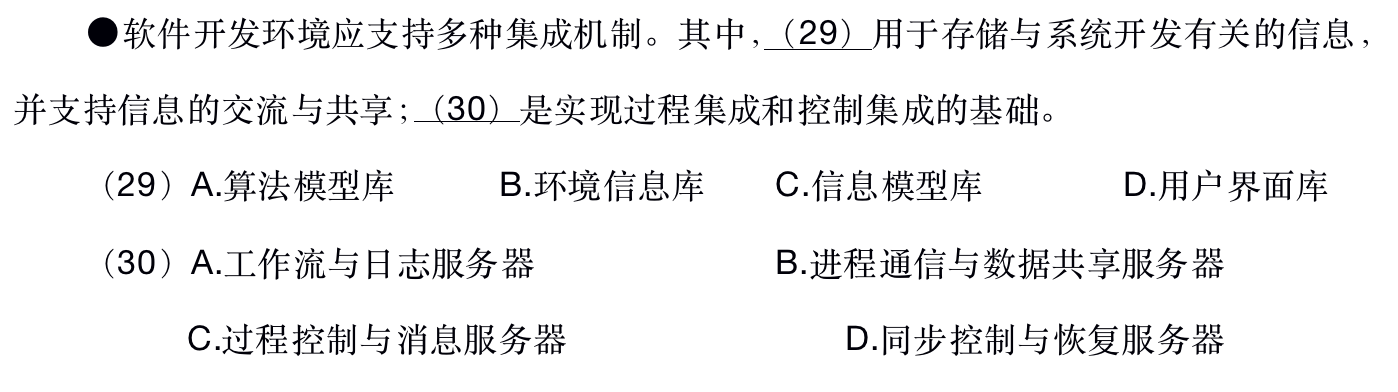 ●软件开发环境应支持多种集成机制。其中,（29）用于存储与系统开发有关的信息,
并支持信息的交流与共享;（30）是实现过程集成和控制集成的基础。
（29）A.算法模型库 B.环境信息库 C.信息模型库 D.用户界面库
（30）A.工作流与日志服务器 B.进程通信与数据共享服务器
C.过程控制与消息服务器 D.同步控制与恢复服务器